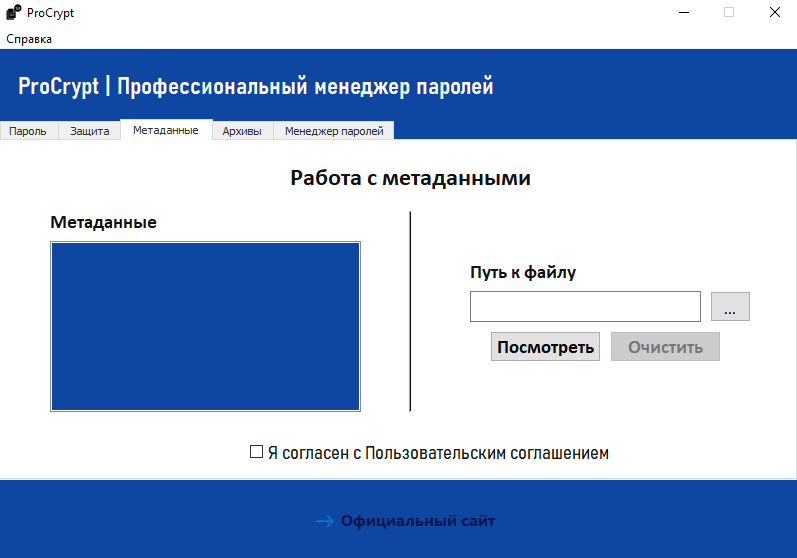 ProCrypt
Справка
ProCrypt | Профессиональный менеджер паролей
Пароль Защита Метаданные Архивы Менеджер паролей
Работа с метаданными
Метаданные
Путь к файлу
...
Посмотреть Очистить
Я согласен с Пользовательским соглашением
Официальный сайт